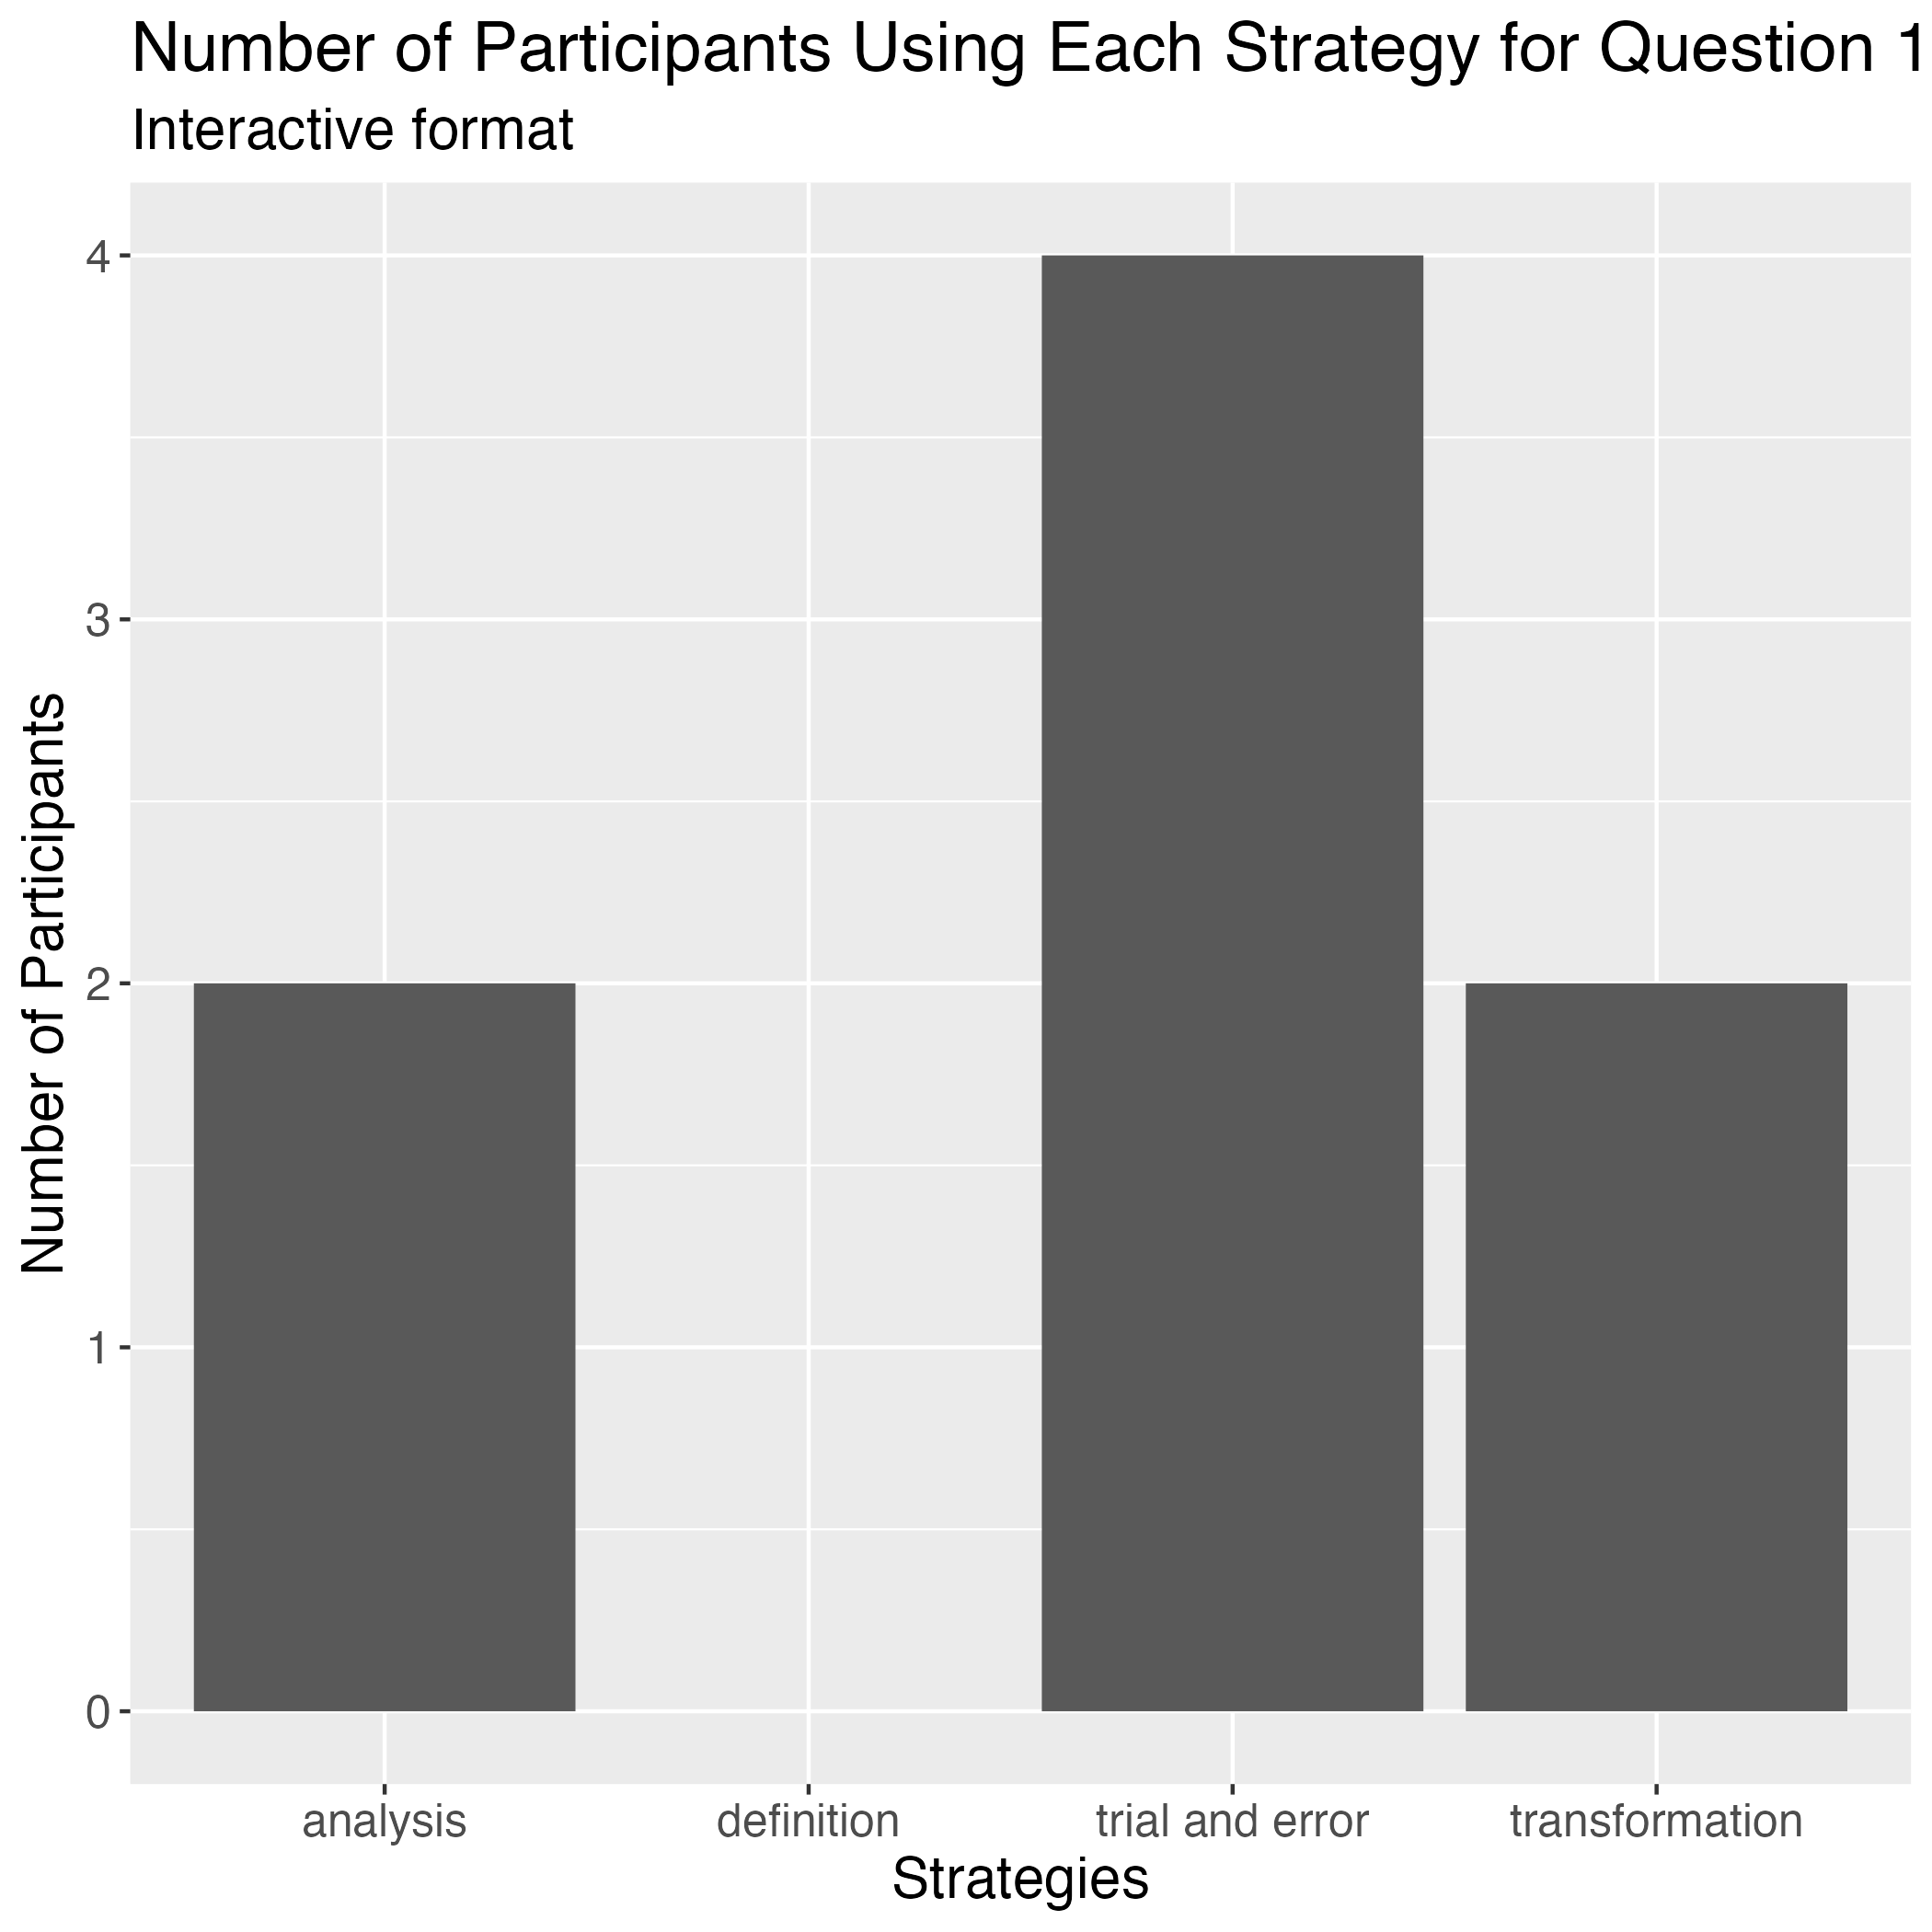 Number of Participants Using Each Strategy for Question 1
Interactive format
Number of Participants
4
3
2
1
0
analysis
definition
trial and error
transformation
Strategies